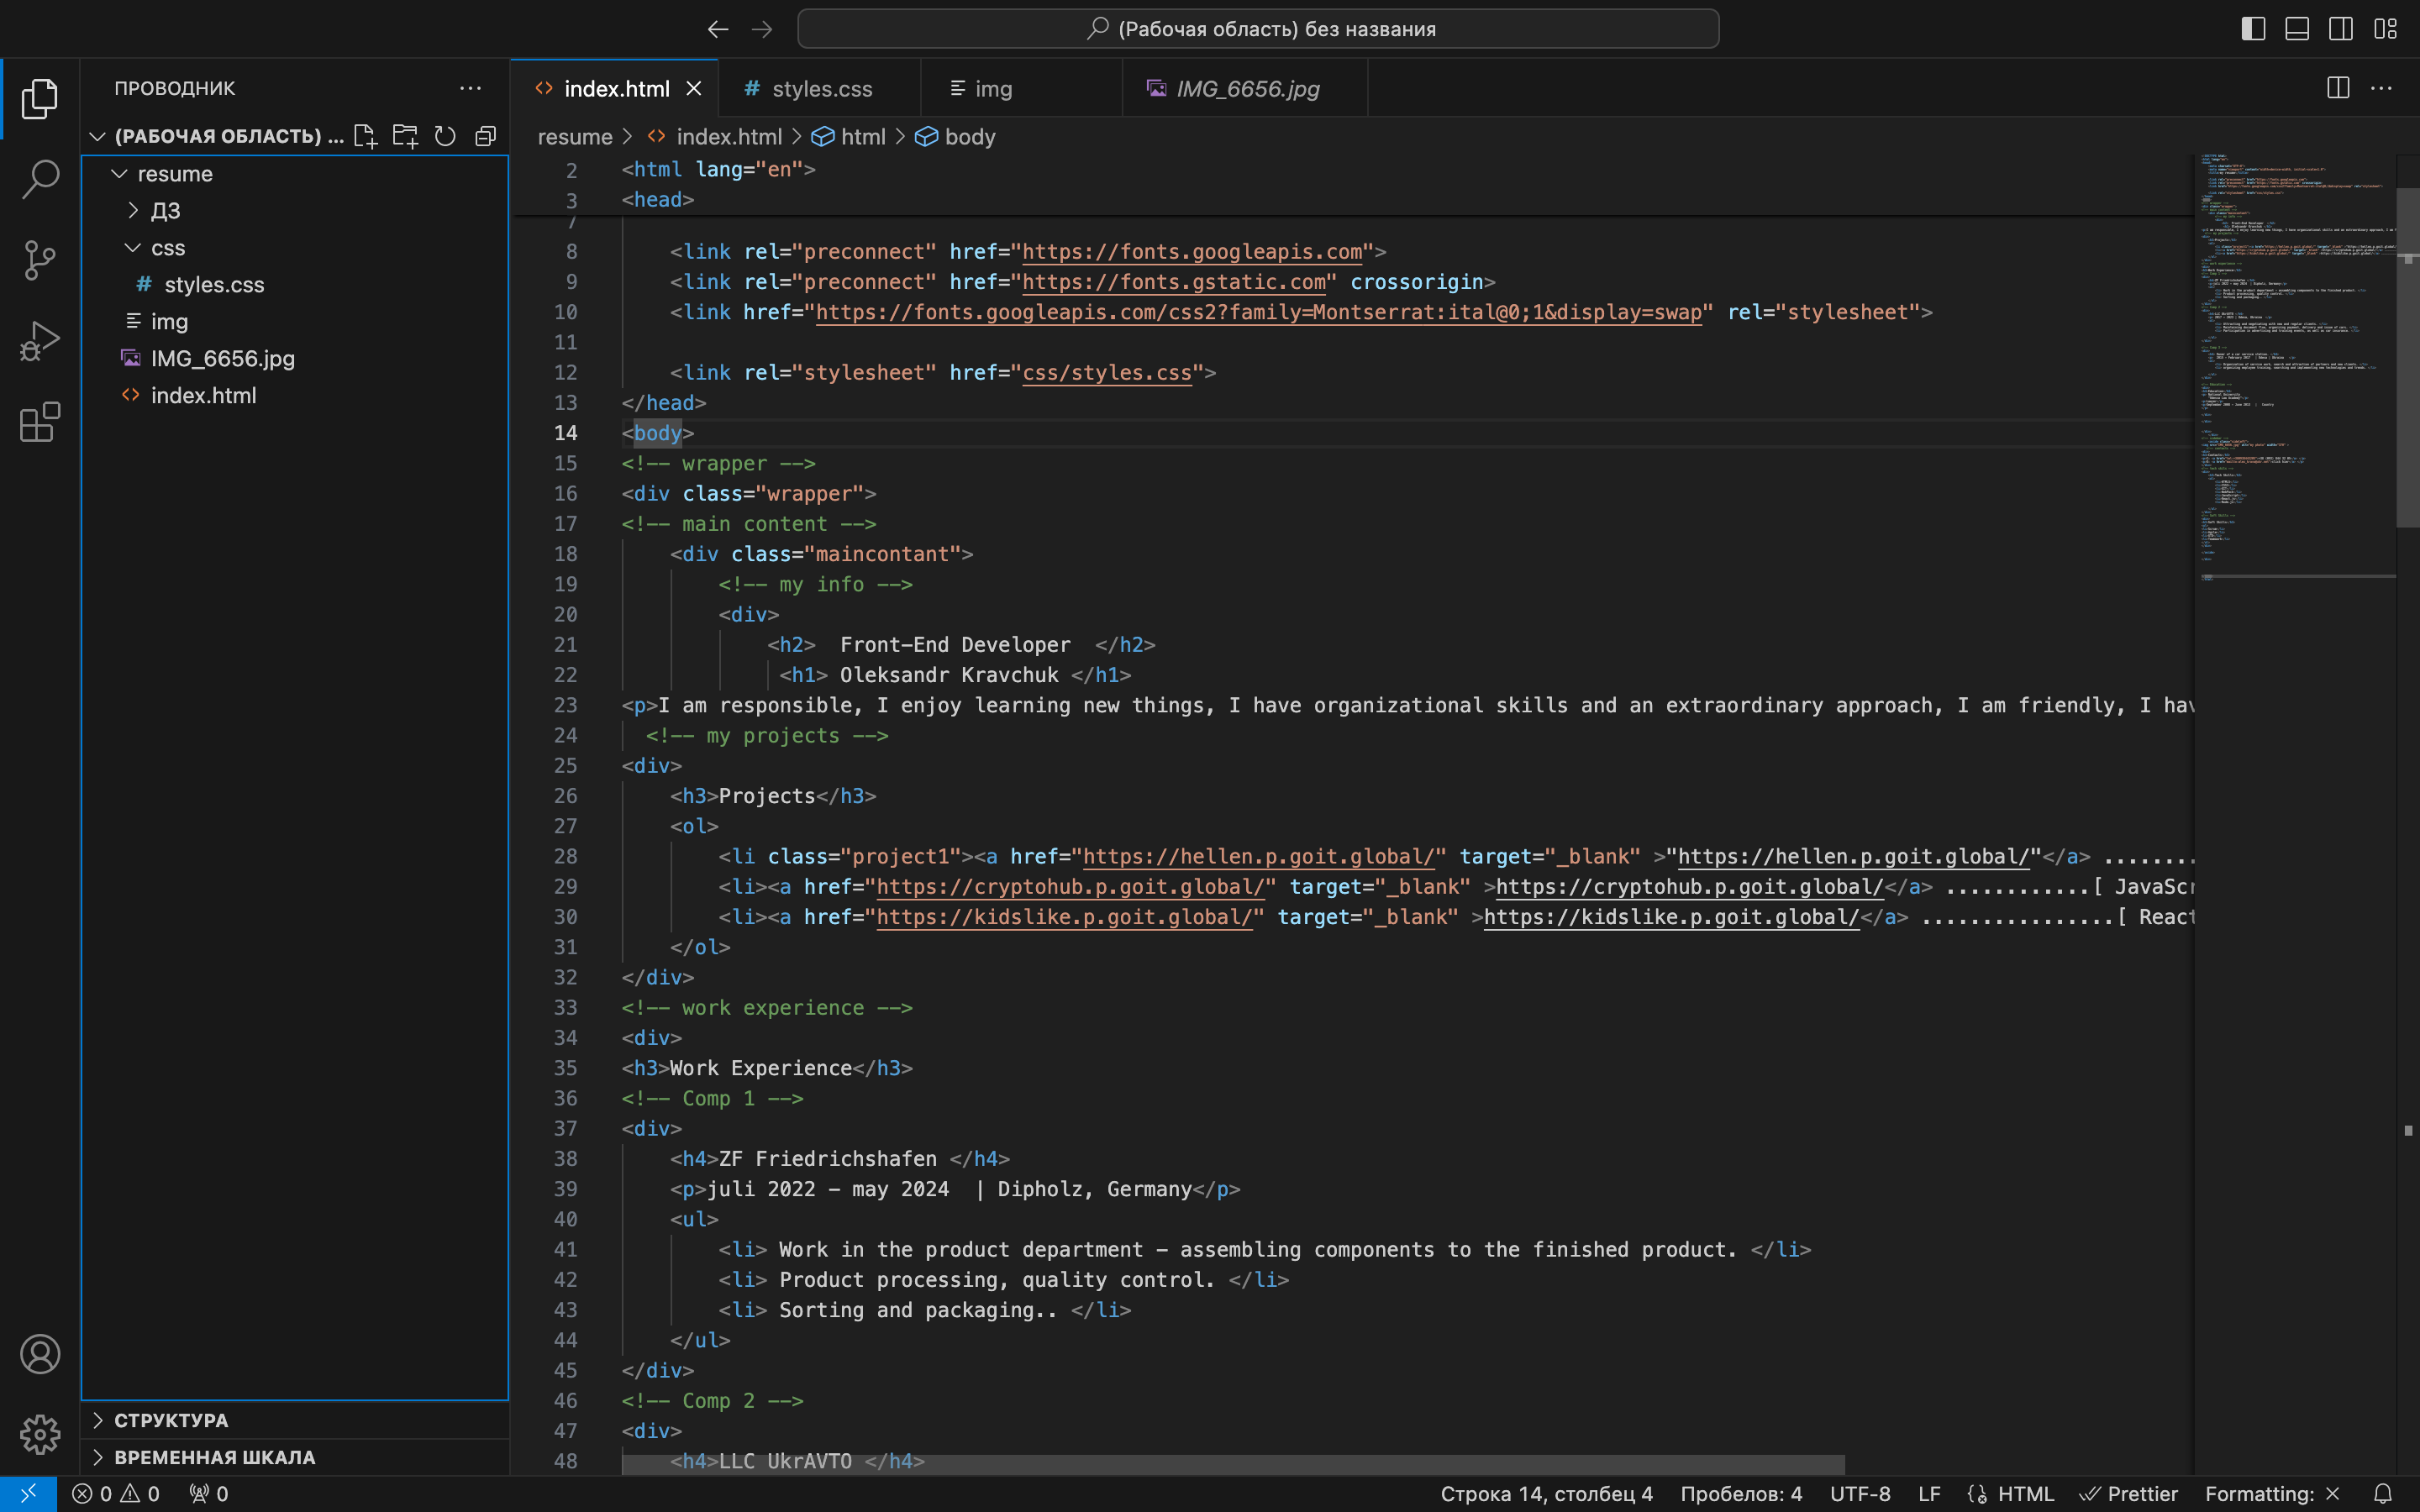 (Рабочая область) без названия
ПРОВОДНИК
(РАБОЧАЯ ОБЛАСТЬ) ...
resume
ДЗ
css
# styles.css
img
IMG_6656.jpg
<> index.html
СТРУКТУРА
ВРЕМЕННАЯ ШКАЛА
<> index.html
# styles.css
img
IMG_6656.jpg
resume > <> index.html > html > body
2 <html lang="en">
3 <head>
7
8 <link rel="preconnect" href="https://fonts.googleapis.com">
9 <link rel="preconnect" href="https://fonts.gstatic.com" crossorigin>
10 <link href="https://fonts.googleapis.com/css2?family=Montserrat:ital@0;1&display=swap" rel="stylesheet">
11
12 <link rel="stylesheet" href="css/styles.css">
13 </head>
14 <body>
15 <!-- wrapper -->
16 <div class="wrapper">
17 <!-- main content -->
18 <div class="maincontant">
19 <!-- my info -->
20 <div>
21 <h2>  Front-End Developer  </h2>
22 <h1> Oleksandr Kravchuk </h1>
23 <p>I am responsible, I enjoy learning new things, I have organizational skills and an extraordinary approach, I am friendly, I hav
24 <!-- my projects -->
25 <div>
26 <h3>Projects</h3>
27 <ol>
28 <li class="project1"><a href="https://hellen.p.goit.global/" target="_blank" >"https://hellen.p.goit.global/"</a> ........
29 <li><a href="https://cryptohub.p.goit.global/" target="_blank" >https://cryptohub.p.goit.global/</a> ............[ JavaScr
30 <li><a href="https://kidslike.p.goit.global/" target="_blank" >https://kidslike.p.goit.global/</a> ................[ React
31 </ol>
32 </div>
33 <!-- work experience -->
34 <div>
35 <h3>Work Experience</h3>
36 <!-- Comp 1 -->
37 <div>
38 <h4>ZF Friedrichshafen </h4>
39 <p>juli 2022 – may 2024  | Dipholz, Germany</p>
40 <ul>
41 <li> Work in the product department – assembling components to the finished product. </li>
42 <li> Product processing, quality control. </li>
43 <li> Sorting and packaging.. </li>
44 </ul>
45 </div>
46 <!-- Comp 2 -->
47 <div>
48 <h4>LLC UkrAVTO </h4>
0 0 0 Строка 14, столбец 4 Пробелов: 4 UTF-8 LF HTML Prettier Formatting: ×